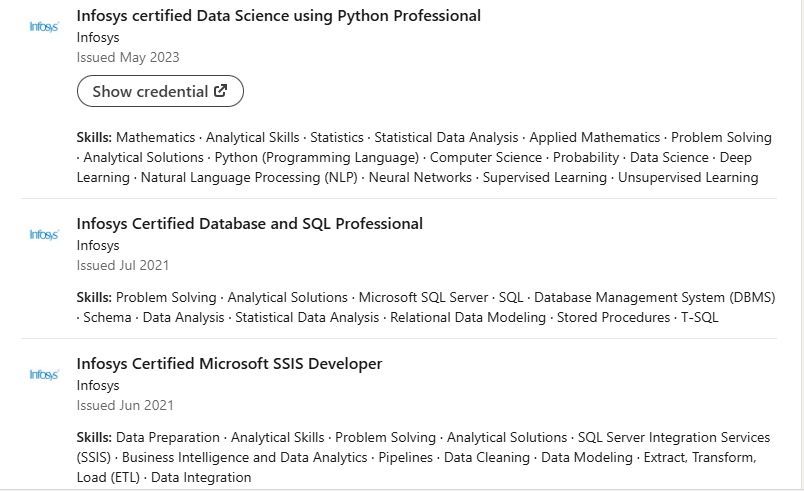 Infosys certified Data Science using Python Professional
Infosys
Infosys
Issued May 2023
Show credential
Skills: Mathematics · Analytical Skills · Statistics · Statistical Data Analysis · Applied Mathematics · Problem Solving
· Analytical Solutions · Python (Programming Language) · Computer Science · Probability · Data Science · Deep
Learning · Natural Language Processing (NLP) · Neural Networks · Supervised Learning · Unsupervised Learning
Infosys Certified Database and SQL Professional
Infosys
Infosys
Issued Jul 2021
Skills: Problem Solving · Analytical Solutions · Microsoft SQL Server · SQL · Database Management System (DBMS)
· Schema · Data Analysis · Statistical Data Analysis · Relational Data Modeling · Stored Procedures · T-SQL
Infosys Certified Microsoft SSIS Developer
Infosys
Infosys
Issued Jun 2021
Skills: Data Preparation · Analytical Skills · Problem Solving · Analytical Solutions · SQL Server Integration Services
(SSIS) · Business Intelligence and Data Analytics · Pipelines · Data Cleaning · Data Modeling · Extract, Transform,
Load (ETL) · Data Integration